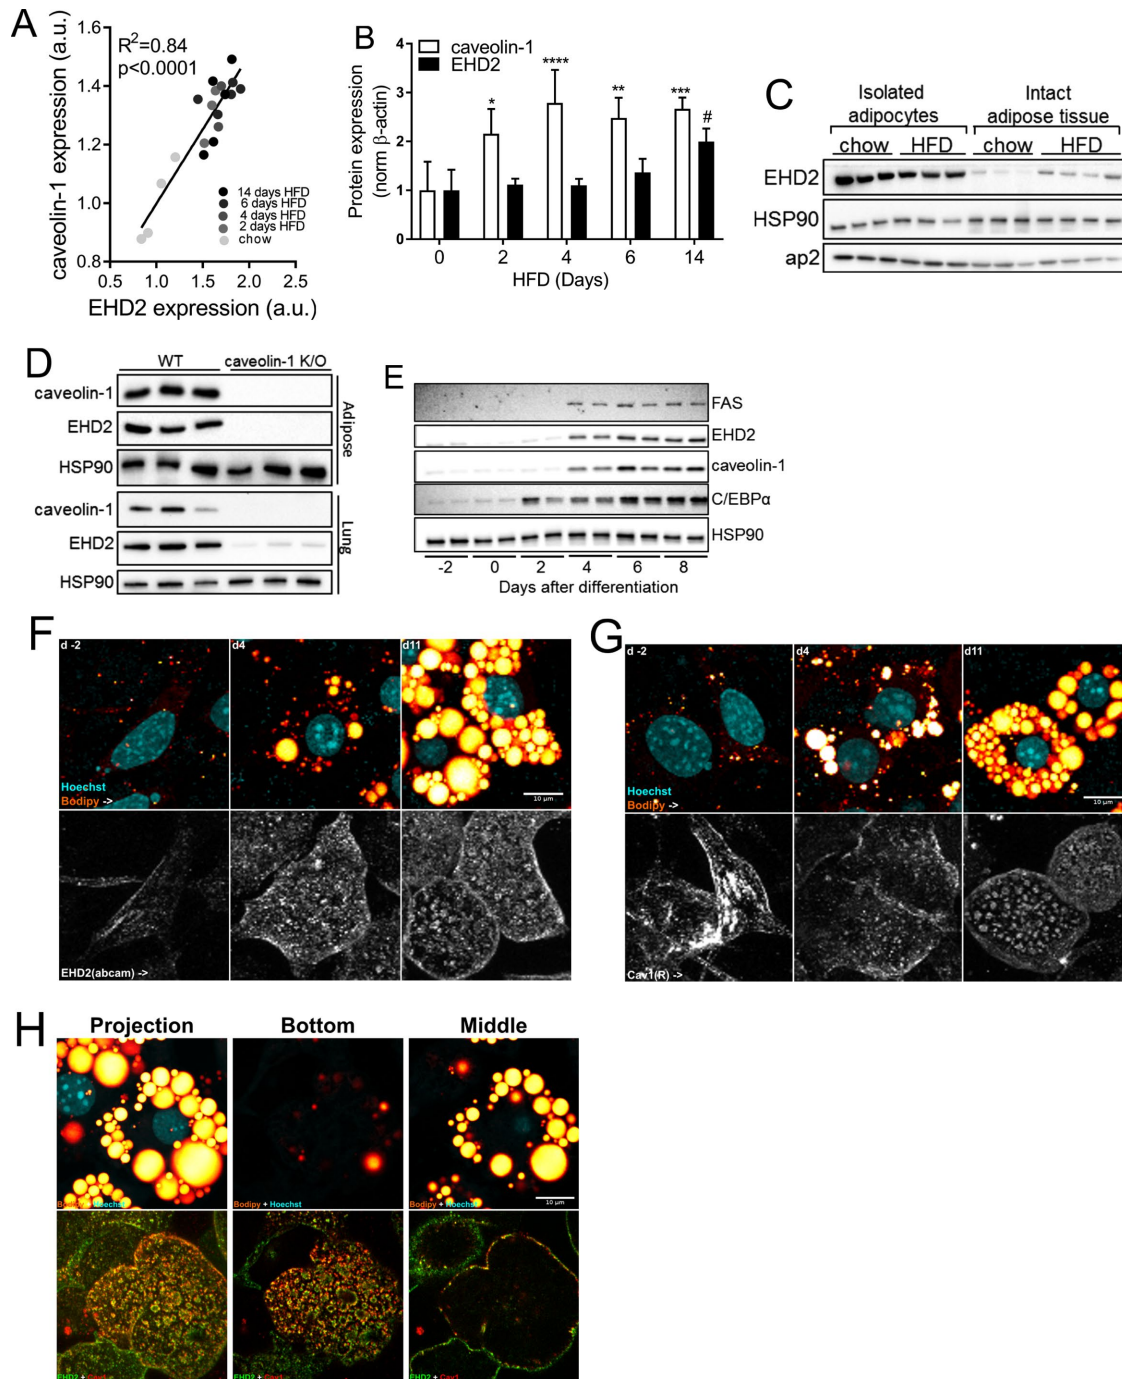 A
R²=0.84
p<0.0001
caveolin-1 expression (a.u.)
1.6
1.4
1.2
1.0
0.8
14 days HFD
6 days HFD
4 days HFD
2 days HFD
chow
0.5 1.0 1.5 2.0 2.5
EHD2 expression (a.u.)
B
caveolin-1
EHD2
Protein expression
(norm β-actin)
4
3
2
1
0
* **** ** *** #
0 2 4 6 14
HFD (Days)
C
Isolated adipocytes
Intact adipose tissue
chow HFD chow HFD
EHD2
HSP90
ap2
D
WT caveolin-1 K/O
caveolin-1
EHD2
HSP90
Adipose
caveolin-1
EHD2
HSP90
Lung
E
FAS
EHD2
caveolin-1
C/EBPα
HSP90
-2 0 2 4 6 8
Days after differentiation
F
d -2 d4 d11
Hoechst
Bodipy ->
10 µm
EHD2(abcam) ->
G
d -2 d4 d11
Hoechst
Bodipy ->
10 µm
Cav1(R) ->
H
Projection Bottom Middle
Bodipy + Hoechst Bodipy + Hoechst Bodipy + Hoechst
10 µm
EHD2 + Cav1 EHD2 + Cav1 EHD2 + Cav1